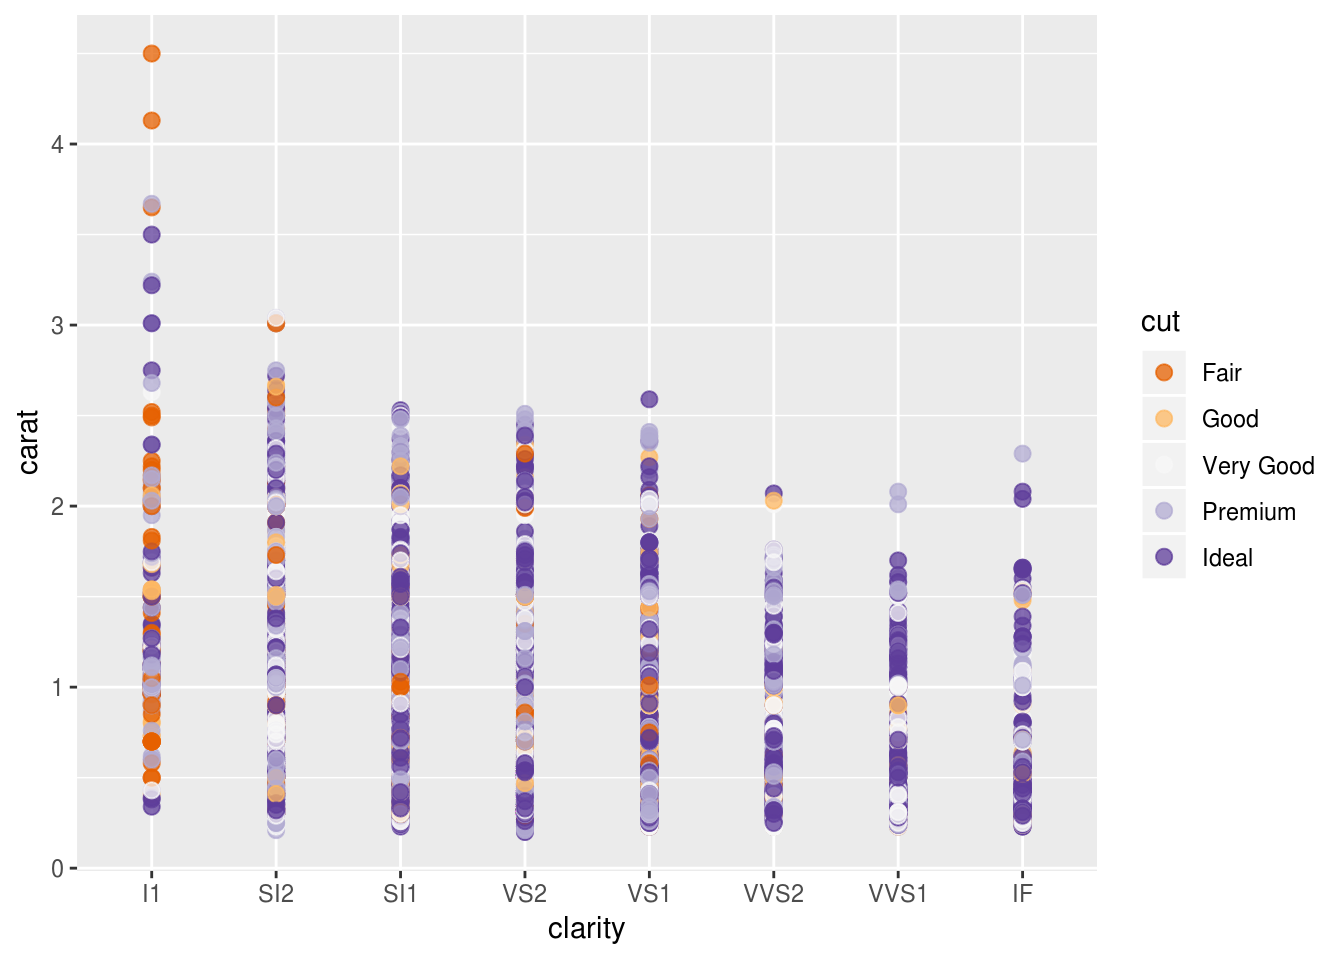 4
3
2
1
0
carat
I1 SI2 SI1 VS2 VS1 VVS2 VVS1 IF
clarity
cut
Fair
Good
Very Good
Premium
Ideal